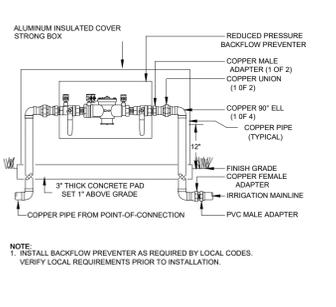 ALUMINUM INSULATED COVER
STRONG BOX
REDUCED PRESSURE
BACKFLOW PREVENTER
COPPER MALE
ADAPTER (1 OF 2)
COPPER UNION
(1 0F 2)
COPPER 90° ELL
(1 0F 4)
COPPER PIPE
(TYPICAL)
12"
FINISH GRADE
3" THICK CONCRETE PAD
SET 1" ABOVE GRADE
COPPER FEMALE
ADAPTER
IRRIGATION MAINLINE
COPPER PIPE FROM POINT-OF-CONNECTION
PVC MALE ADAPTER
NOTE:
1. INSTALL BACKFLOW PREVENTER AS REQUIRED BY LOCAL CODES.
VERIFY LOCAL REQUIREMENTS PRIOR TO INSTALLATION.